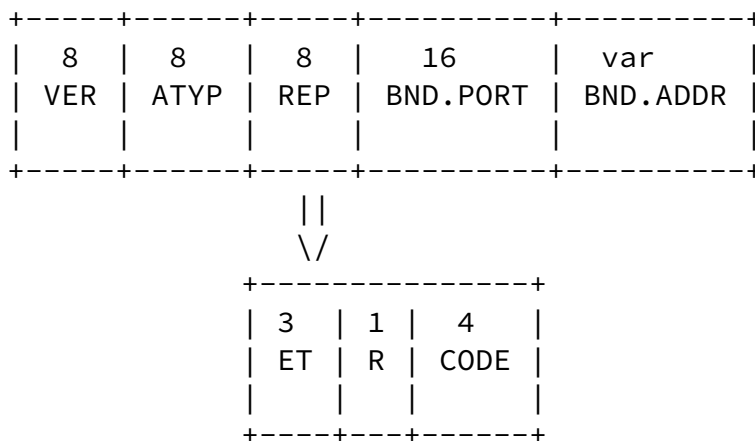 +-----+------+-----+----------+----------+
|  8  |  8   |  8  |    16     |   var    |
| VER | ATYP | REP | BND.PORT | BND.ADDR |
|     |      |     |          |          |
+-----+------+-----+----------+----------+
||
\/
+---------------+
| 3  | 1 |  4   |
| ET | R | CODE |
|    |   |      |
+----+---+------+